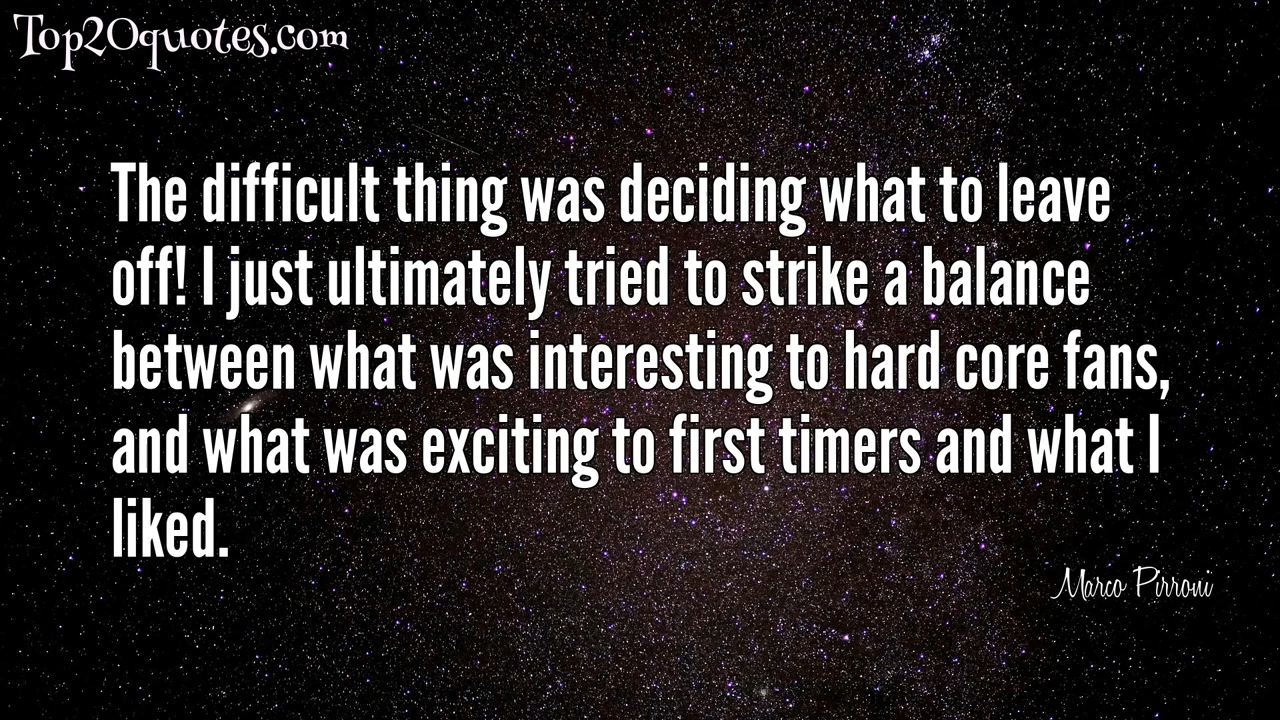 Top20quotes.com
The difficult thing was deciding what to leave
off! I just ultimately tried to strike a balance
between what was interesting to hard core fans,
and what was exciting to first timers and what I
liked.
Marco Pirroni